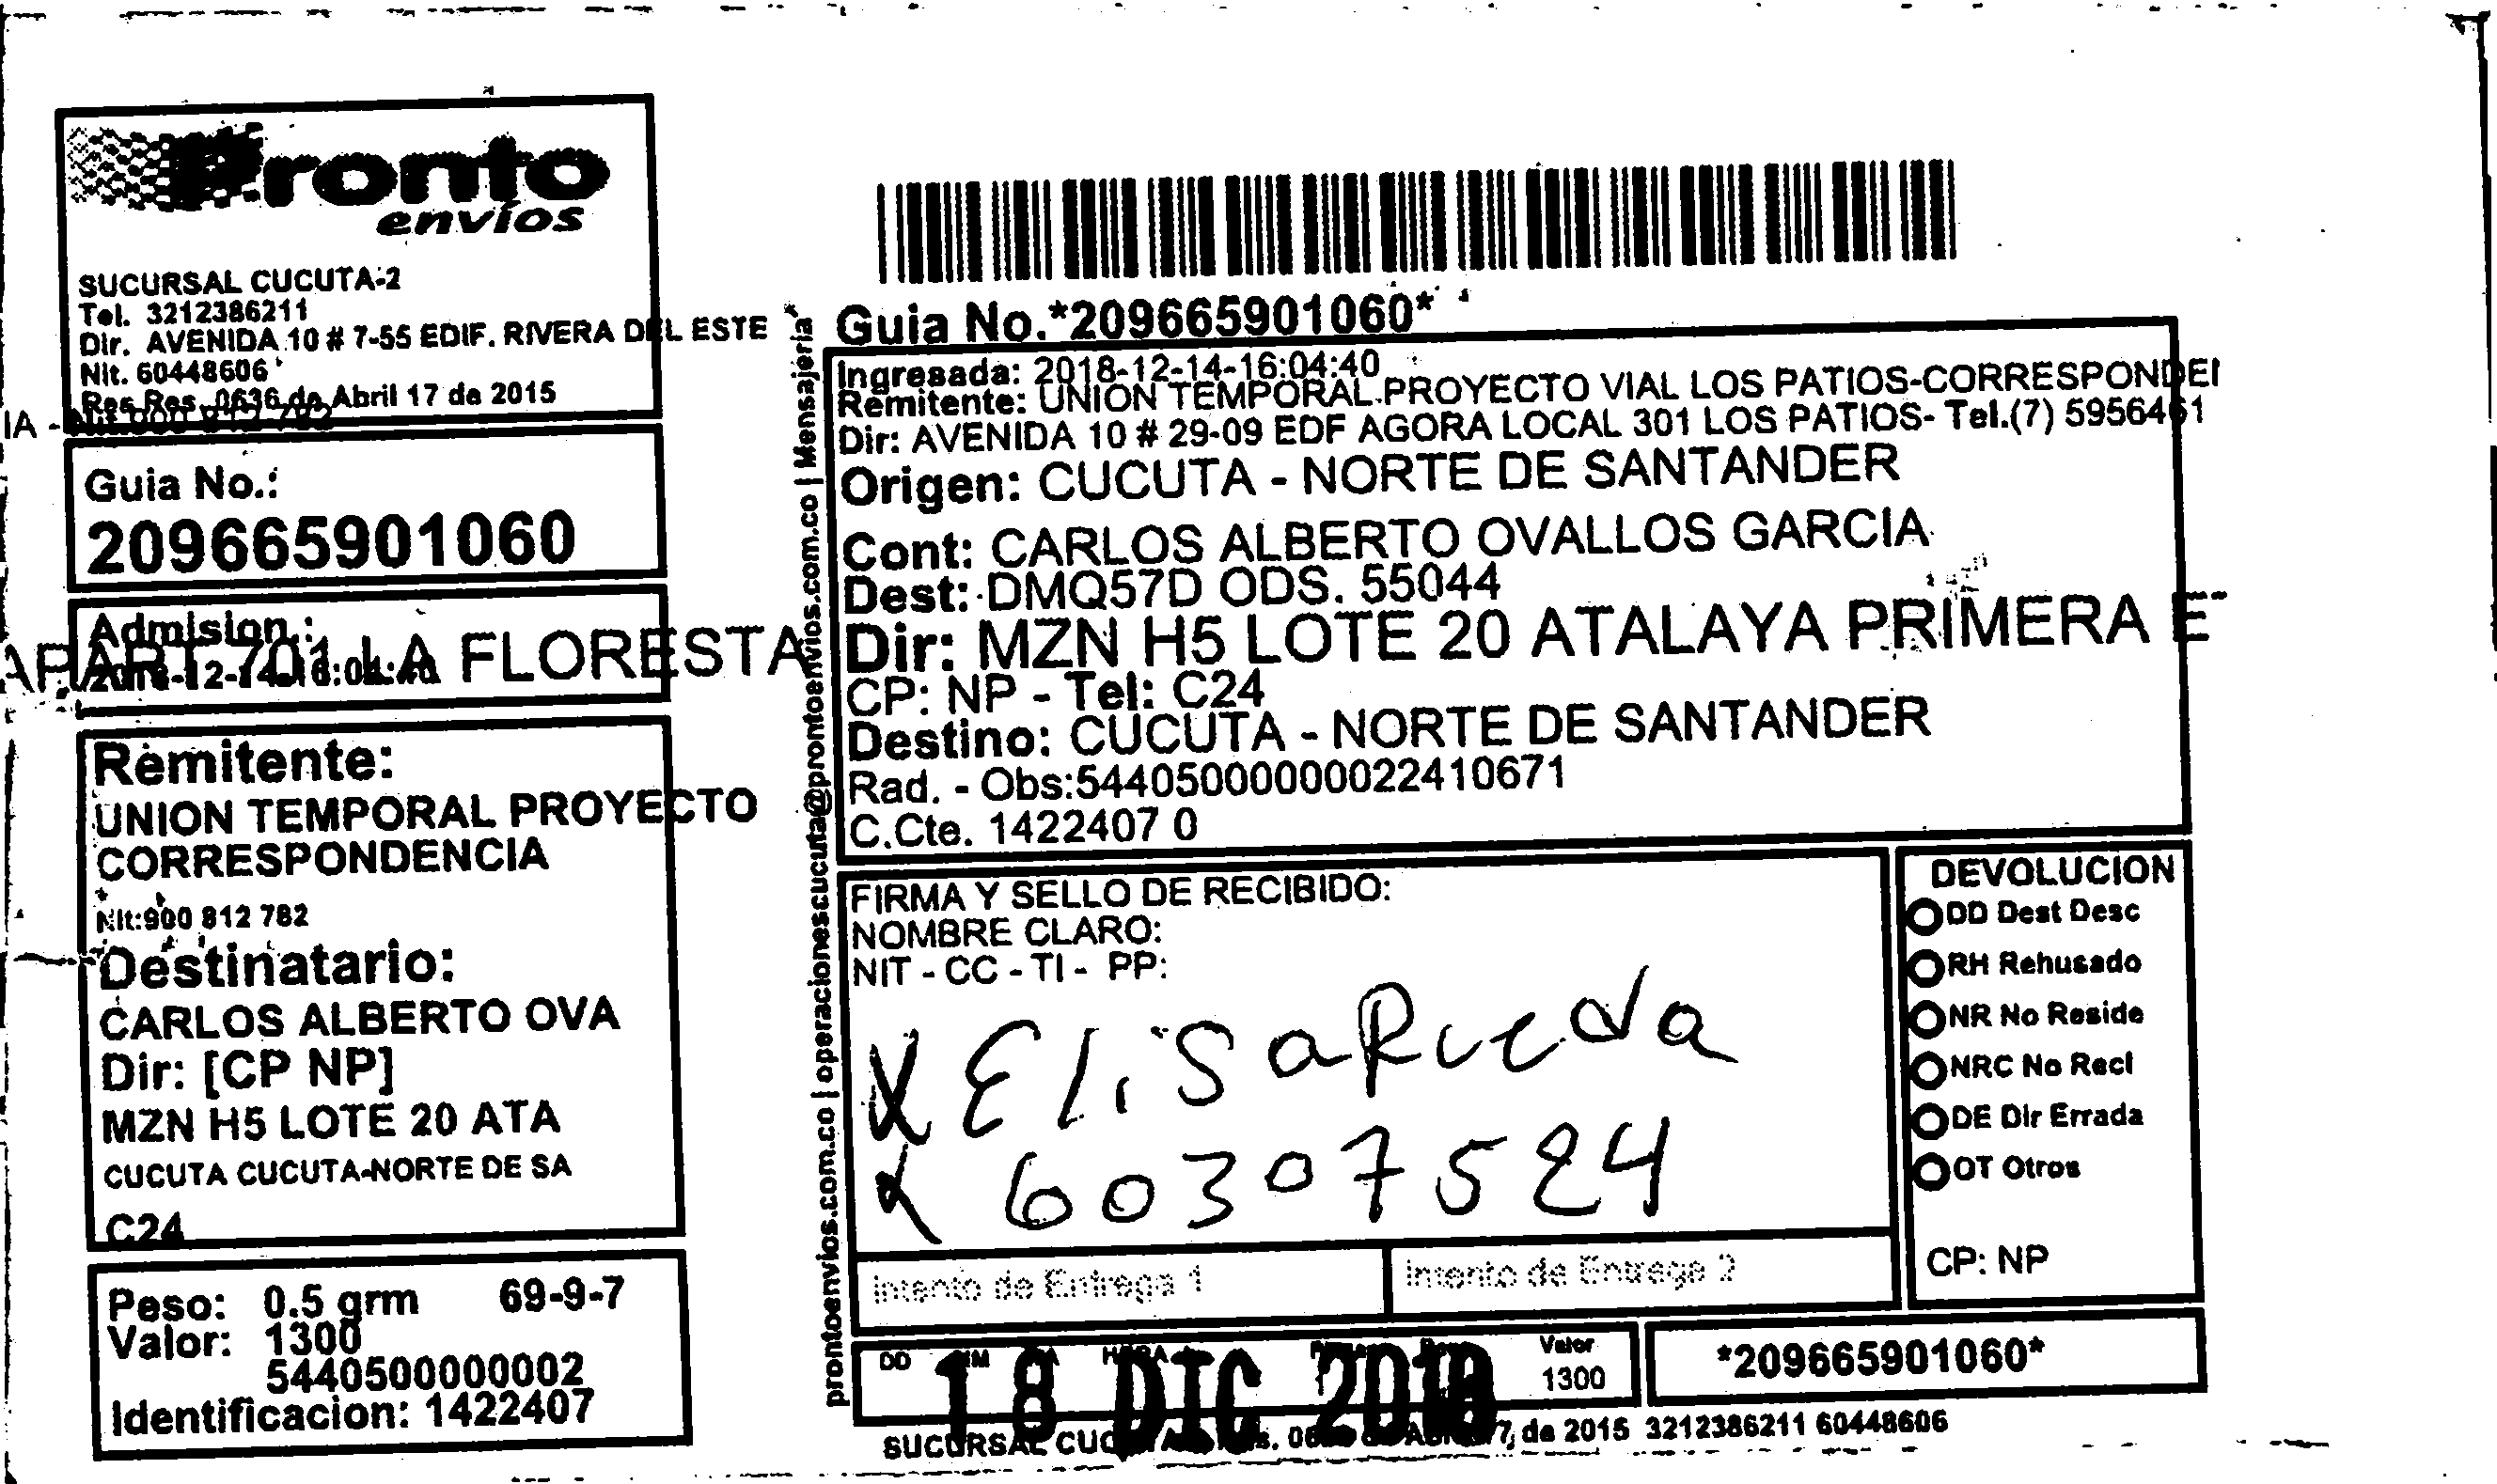 Pronto
envíos
SUCURSAL CUCUTA-2
Tel. 3212386211
Dir. AVENIDA 10 # 7-55 EDIF. RIVERA DEL ESTE
Nit. 60448606
Res Res. 0636 de Abril 17 de 2015
IA -
Guia No.:
209665901060
Admision.:
APART 701 LA FLORESTA
Remitente:
UNION TEMPORAL PROYECTO
CORRESPONDENCIA
Nit:900 812 782
Destinatario:
CARLOS ALBERTO OVA
Dir: [CP NP]
MZN H5 LOTE 20 ATA
CUCUTA CUCUTA-NORTE DE SA
C24
Peso: 0.5 grm 69-9-7
Valor: 1300
5440500000002
Identificacion: 1422407
prontoenvios.com.co | operacionescucuta@prontoenvios.com.co | Mensajeria
Guia No.*209665901060*
Ingresada: 2018-12-14-16:04:40
Remitente: UNION TEMPORAL PROYECTO VIAL LOS PATIOS-CORRESPONDEN
Dir: AVENIDA 10 # 29-09 EDF AGORA LOCAL 301 LOS PATIOS- Tel.(7) 5956461
Origen: CUCUTA - NORTE DE SANTANDER
Cont: CARLOS ALBERTO OVALLOS GARCIA
Dest: DMQ57D ODS. 55044
Dir: MZN H5 LOTE 20 ATALAYA PRIMERA E
CP: NP - Tel: C24
Destino: CUCUTA - NORTE DE SANTANDER
Rad. - Obs:544050000000022410671
C.Cte. 1422407 0
FIRMA Y SELLO DE RECIBIDO:
NOMBRE CLARO:
NIT - CC - TI - PP:
X Elisa Rueda
X 60307524
Intento de Entrega 1
Intento de Entrega 2
DEVOLUCION
DD Dest Desc
RH Rehusado
NR No Reside
NRC No Recl
DE Dir Errada
OT Otros
CP: NP
DD HORA Valor
1300
18 DIC 2018
*209665901060*
SUCURSAL de 2015 3212386211 60448606